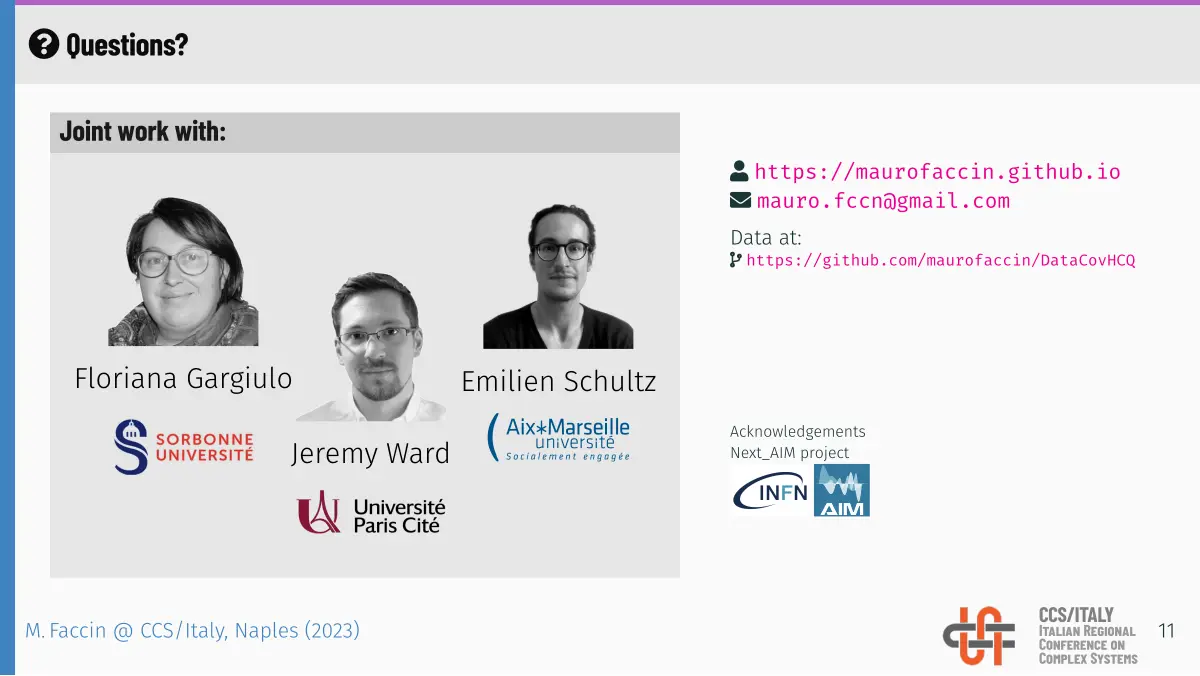 Questions?
Joint work with:
Floriana Gargiulo
SORBONNE
UNIVERSITÉ
Jeremy Ward
Université
Paris Cité
Emilien Schultz
Aix*Marseille
université
Socialement engagée
https://maurofaccin.github.io
mauro.fccn@gmail.com
Data at:
https://github.com/maurofaccin/DataCovHCQ
Acknowledgements
Next_AIM project
INFN
AIM
M. Faccin @ CCS/Italy, Naples (2023)
CCS/ITALY
ITALIAN REGIONAL
CONFERENCE ON
COMPLEX SYSTEMS
11